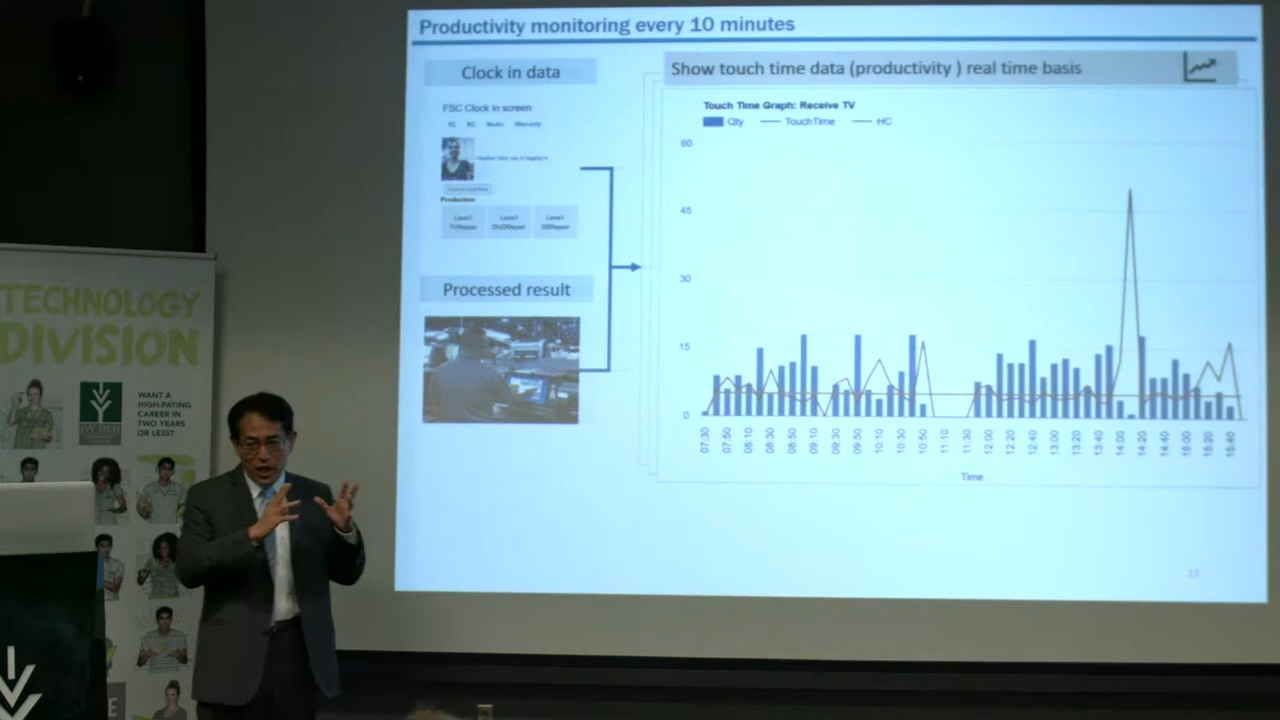 Productivity monitoring every 10 minutes
Clock in data
Show touch time data (productivity ) real time basis
FSC Clock in screen
Production
Level1
Level1
Level1
Processed result
Touch Time Graph: Receive TV
Qty
TouchTime
HC
60
45
30
15
0
07:30
07:50
08:10
08:30
08:50
09:10
09:30
09:50
10:10
10:30
10:50
11:10
11:30
12:00
12:20
12:40
13:00
13:20
13:40
14:00
14:20
14:40
15:00
15:20
15:40
Time
TECHNOLOGY
DIVISION
IVY TECH
WANT A
HIGH-PAYING
CAREER IN
TWO YEARS
OR LESS?